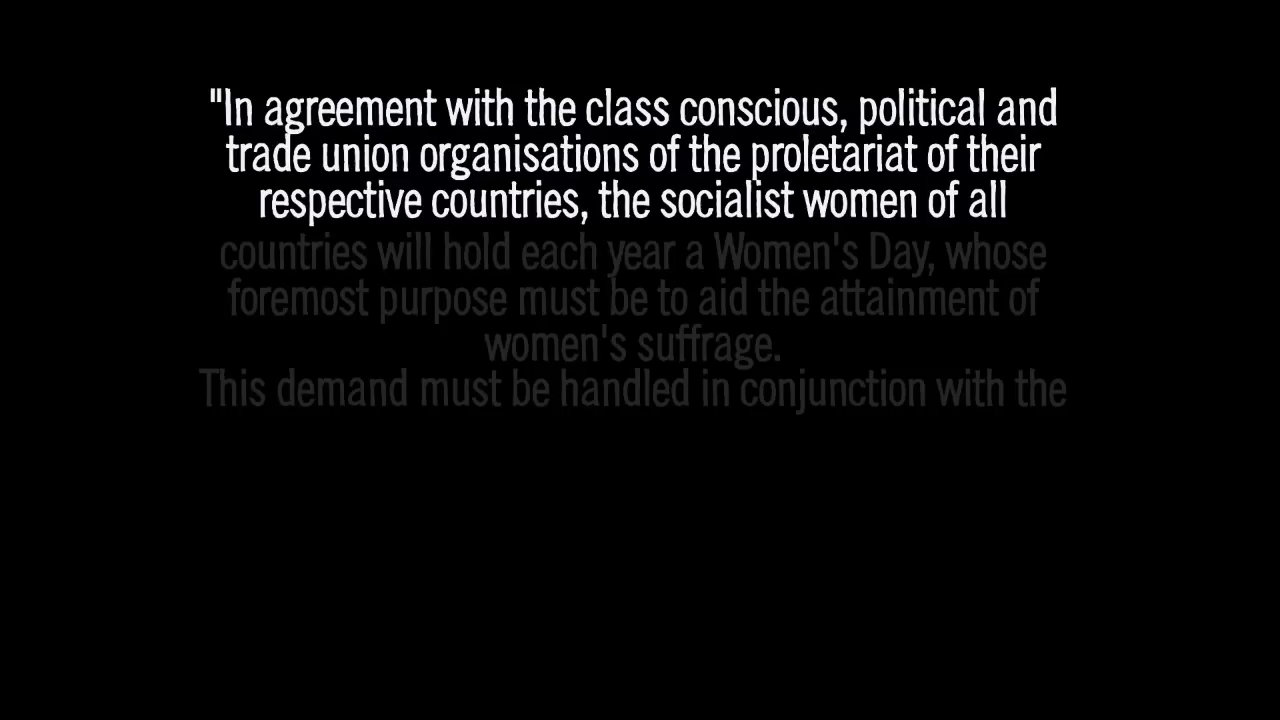 "In agreement with the class conscious, political and
trade union organisations of the proletariat of their
respective countries, the socialist women of all
countries will hold each year a Women's Day, whose
foremost purpose must be to aid the attainment of
women's suffrage.
This demand must be handled in conjunction with the